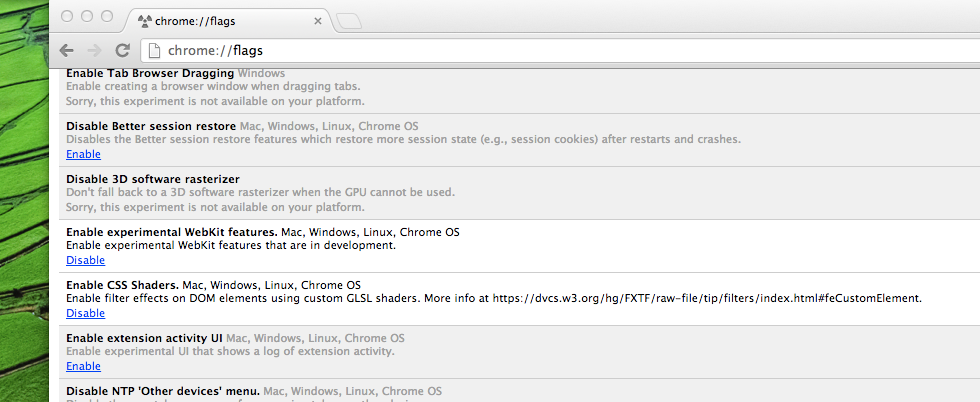 chrome://flags
chrome://flags
Enable Tab Browser Dragging Windows
Enable creating a browser window when dragging tabs.
Sorry, this experiment is not available on your platform.
Disable Better session restore Mac, Windows, Linux, Chrome OS
Disables the Better session restore features which restore more session state (e.g., session cookies) after restarts and crashes.
Enable
Disable 3D software rasterizer
Don't fall back to a 3D software rasterizer when the GPU cannot be used.
Sorry, this experiment is not available on your platform.
Enable experimental WebKit features. Mac, Windows, Linux, Chrome OS
Enable experimental WebKit features that are in development.
Disable
Enable CSS Shaders. Mac, Windows, Linux, Chrome OS
Enable filter effects on DOM elements using custom GLSL shaders. More info at https://dvcs.w3.org/hg/FXTF/raw-file/tip/filters/index.html#feCustomElement.
Disable
Enable extension activity UI Mac, Windows, Linux, Chrome OS
Enable experimental UI that shows a log of extension activity.
Enable
Disable NTP 'Other devices' menu. Mac, Windows, Linux, Chrome OS